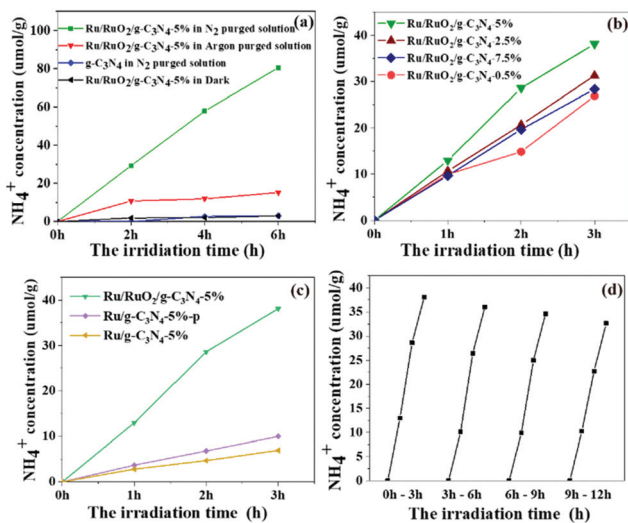 (a)
Ru/RuO₂/g-C₃N₄-5% in N₂ purged solution
Ru/RuO₂/g-C₃N₄-5% in Argon purged solution
g-C₃N₄ in N₂ purged solution
Ru/RuO₂/g-C₃N₄-5% in Dark
NH₄⁺ concentration (umol/g)
100
80
60
40
20
0
0h 2h 4h 6h
The irridiation time (h)
(b)
Ru/RuO₂/g-C₃N₄-5%
Ru/RuO₂/g-C₃N₄-2.5%
Ru/RuO₂/g-C₃N₄-7.5%
Ru/RuO₂/g-C₃N₄-0.5%
NH₄⁺ concentration (umol/g)
40
30
20
10
0
0h 1h 2h 3h
The irradiation time (h)
(c)
Ru/RuO₂/g-C₃N₄-5%
Ru/g-C₃N₄-5%-p
Ru/g-C₃N₄-5%
NH₄⁺ concentration (umol/g)
40
30
20
10
0
0h 1h 2h 3h
The irradiation time (h)
(d)
NH₄⁺ concentration (umol/g)
40
35
30
25
20
15
10
5
0
0h - 3h 3h - 6h 6h - 9h 9h - 12h
The irradiation time (h)